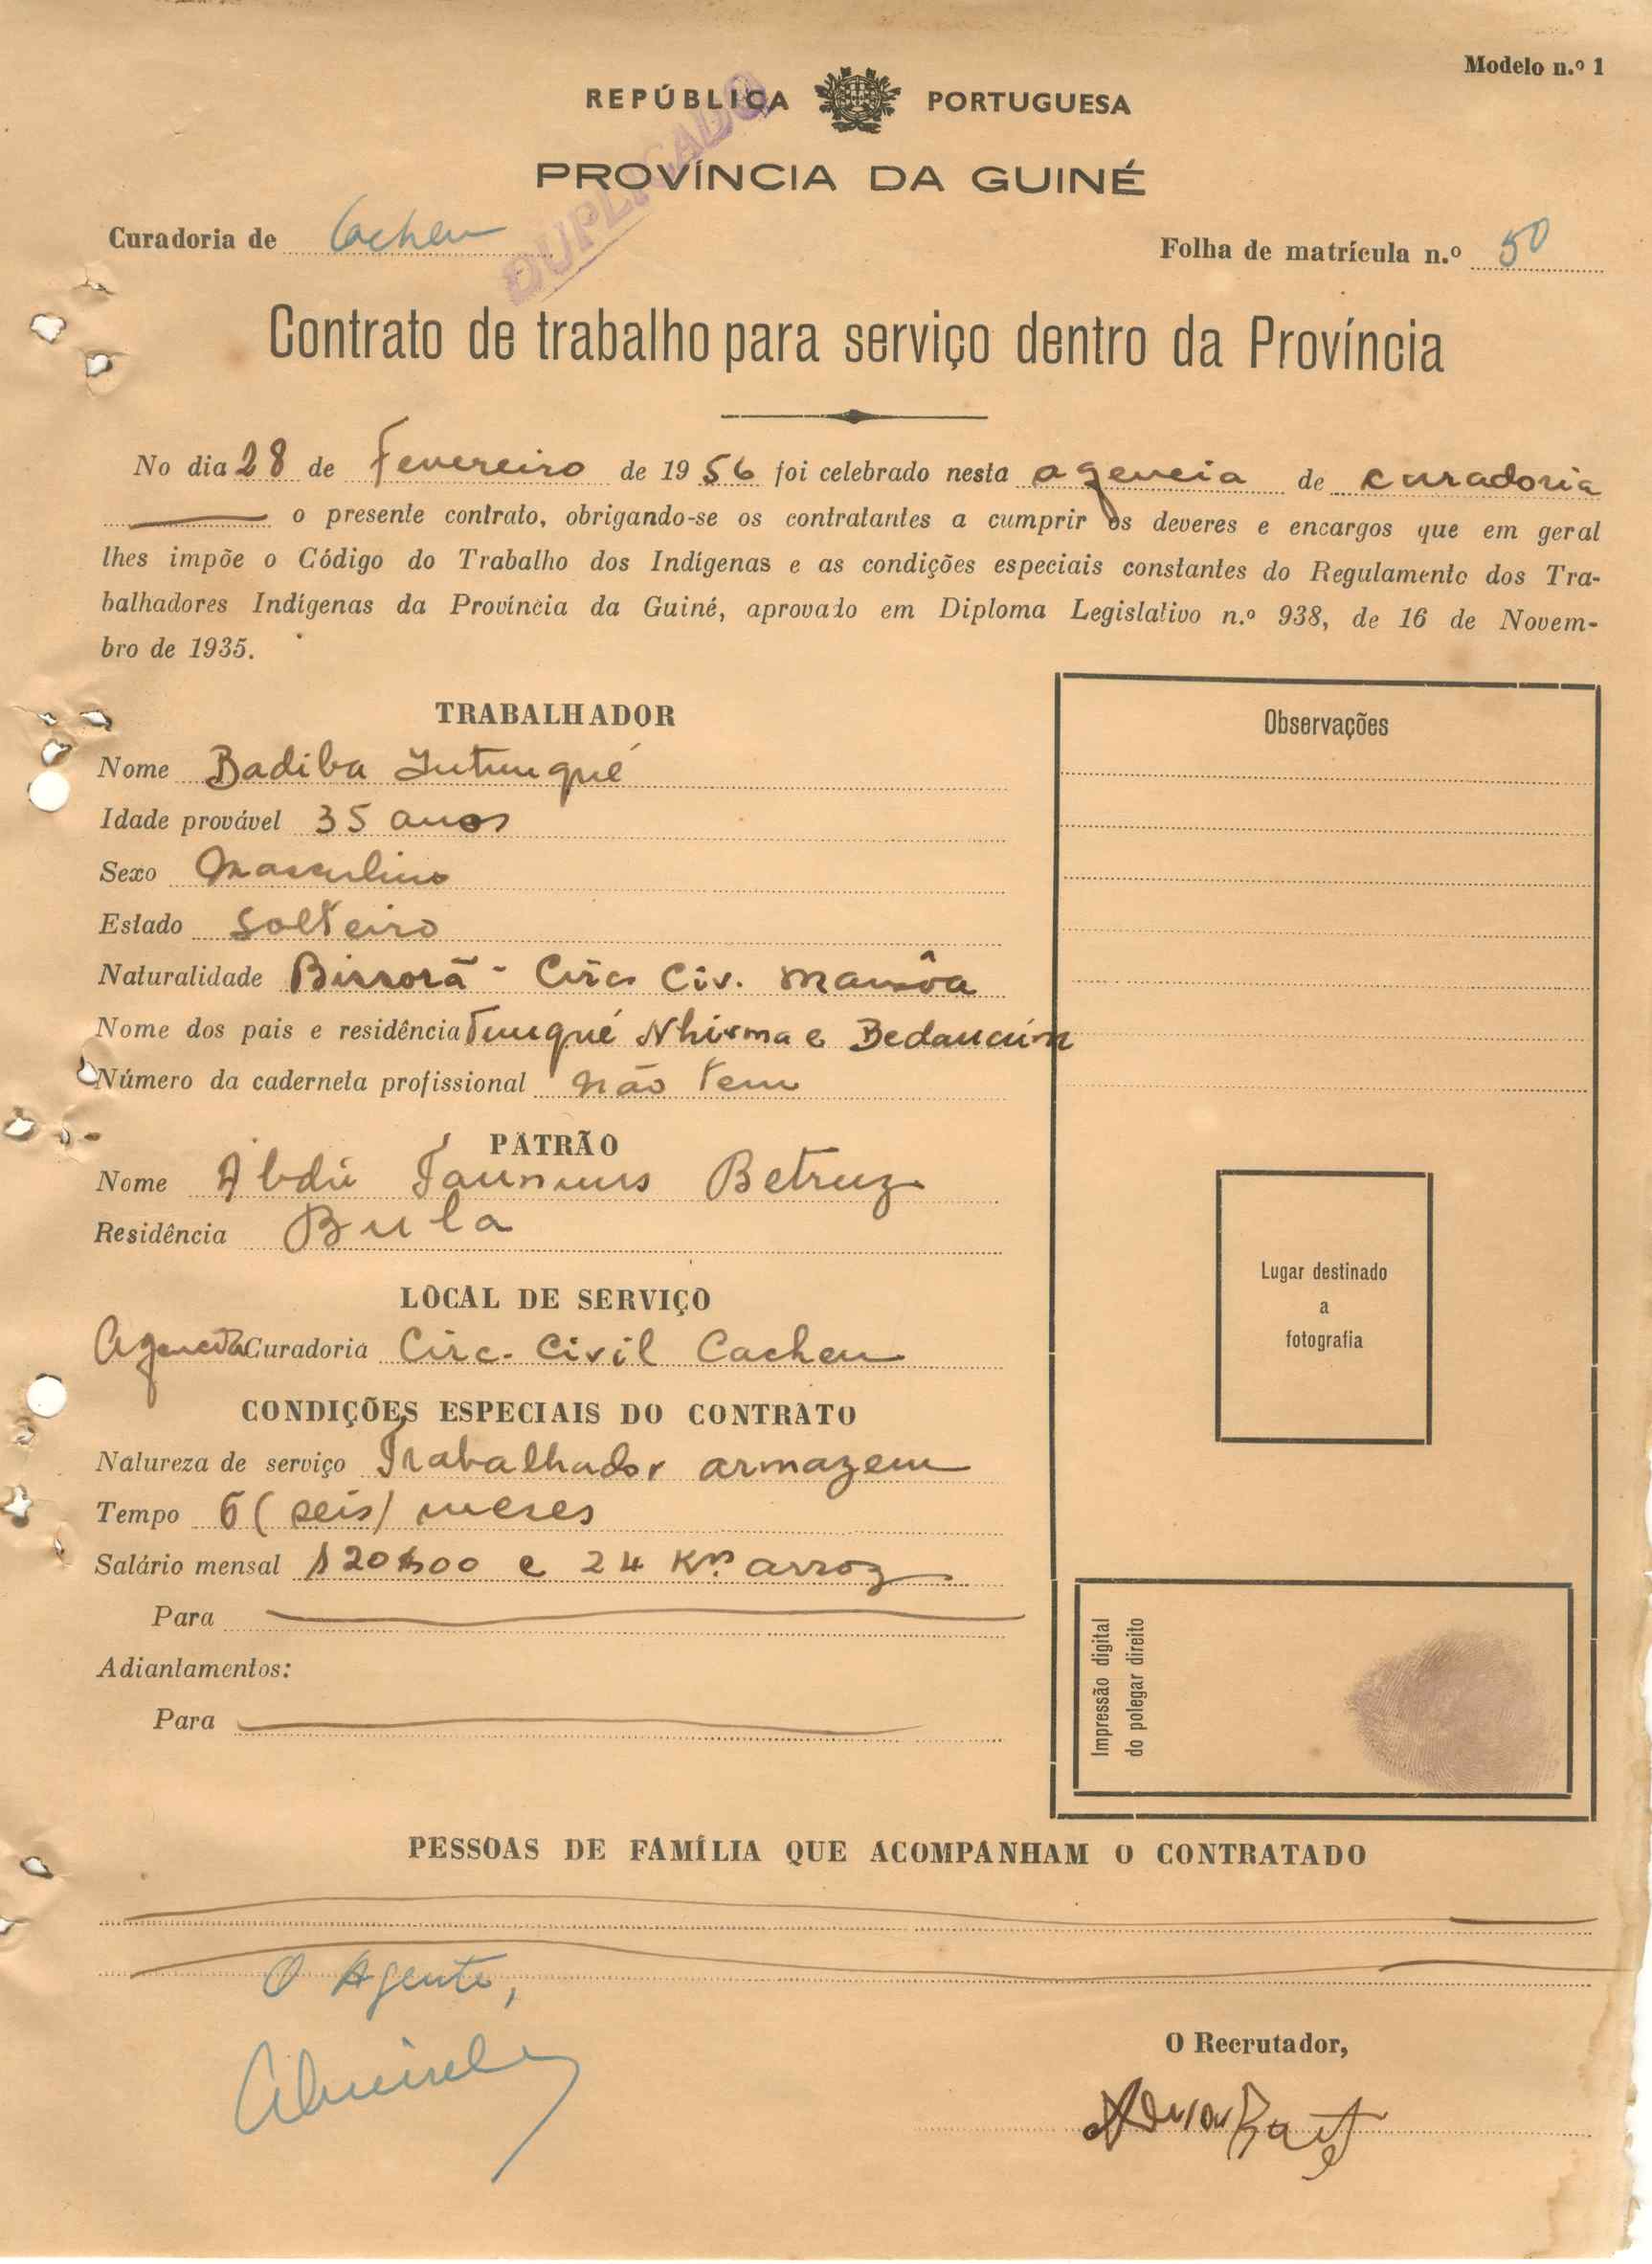 Modelo n.º 1
REPÚBLICA PORTUGUESA
DUPLICADO
PROVÍNCIA DA GUINÉ
Curadoria de Cacheu
Folha de matrícula n.º 50
Contrato de trabalho para serviço dentro da Província
No dia 28 de Fevereiro de 1956 foi celebrado nesta agencia de curadoria
o presente contrato, obrigando-se os contratantes a cumprir os deveres e encargos que em geral
lhes impõe o Código do Trabalho dos Indígenas e as condições especiais constantes do Regulamento dos Tra-
balhadores Indígenas da Província da Guiné, aprovado em Diploma Legislativo n.º 938, de 16 de Novem-
bro de 1935.
TRABALHADOR
Observações
Nome Badiba
Idade provável 35 anos
Sexo Masculino
Estado Solteiro
Naturalidade Bissorã - Circ. Civ. Mansôa
Nome dos pais e residência Tunqué Nhisma e
Número da caderneta profissional não tem
PATRÃO
Nome Abdú
Residência Bula
LOCAL DE SERVIÇO
Agencia Curadoria Circ. Civil Cacheu
Lugar destinado
a
fotografia
CONDIÇÕES ESPECIAIS DO CONTRATO
Natureza de serviço Trabalhador armazem
Tempo 6 (seis) meses
Salário mensal 120$00 e 24 Kgs. arroz
Para
Adiantamentos:
Para
Impressão digital
do polegar direito
PESSOAS DE FAMÍLIA QUE ACOMPANHAM O CONTRATADO
O Agente,
O Recrutador,